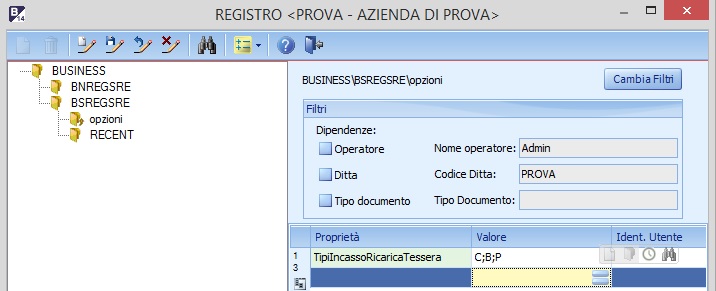 B
14
REGISTRO <PROVA - AZIENDA DI PROVA>
BUSINESS
BNREGSRE
BSREGSRE
opzioni
RECENT
BUSINESS\BSREGSRE\opzioni
Cambia Filtri
Filtri
Dipendenze:
Operatore
Nome operatore:
Admin
Ditta
Codice Ditta:
PROVA
Tipo documento
Tipo Documento:
Proprietà
Valore
Ident. Utente
1
3
TipiIncassoRicaricaTessera
C;B;P